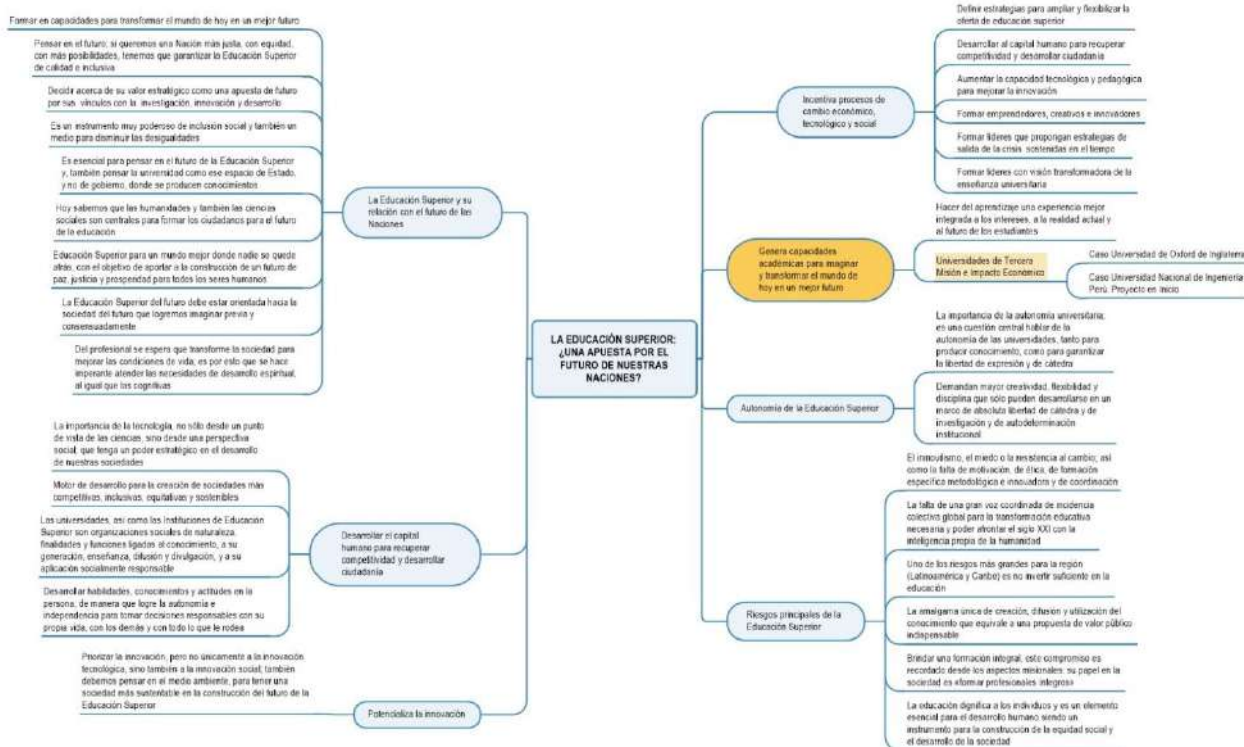 LA EDUCACIÓN SUPERIOR:
¿UNA APUESTA POR EL
FUTURO DE NUESTRAS
NACIONES?
La Educación Superior y su
relación con el futuro de las
Naciones
Formar en capacidades para transformar el mundo de hoy en un mejor futuro
Pensar en el futuro; si queremos una Nación más justa, con equidad,
con más posibilidades, tenemos que garantizar la Educación Superior
de calidad e inclusiva
Decidir acerca de su valor estratégico como una apuesta de futuro
por sus vínculos con la investigación, innovación y desarrollo
Es un instrumento muy poderoso de inclusión social y también un
medio para disminuir las desigualdades
Es esencial para pensar en el futuro de la Educación Superior
y, también pensar la universidad como ese espacio de Estado,
y no de gobierno, donde se producen conocimientos
Hoy sabemos que las humanidades y también las ciencias
sociales son centrales para formar los ciudadanos para el futuro
de la educación
Educación Superior para un mundo mejor donde nadie se quede
atrás, con el objetivo de aportar a la construcción de un futuro de
paz, justicia y prosperidad para todos los seres humanos
La Educación Superior del futuro debe estar orientada hacia la
sociedad del futuro que logremos imaginar previa y
consensuadamente
Del profesional se espera que transforme la sociedad para
mejorar las condiciones de vida; es por esto que se hace
imperante atender las necesidades de desarrollo espiritual,
al igual que las cognitivas
Desarrollar el capital
humano para recuperar
competitividad y desarrollar
ciudadanía
La importancia de la tecnología, no sólo desde un punto
de vista de las ciencias, sino desde una perspectiva
social, que tenga un poder estratégico en el desarrollo
de nuestras sociedades
Motor de desarrollo para la creación de sociedades más
competitivas, inclusivas, equitativas y sostenibles
Las universidades, así como las Instituciones de Educación
Superior son organizaciones sociales de naturaleza,
finalidades y funciones ligadas al conocimiento, a su
generación, enseñanza, difusión y divulgación, y a su
aplicación socialmente responsable
Desarrollar habilidades, conocimientos y actitudes en la
persona, de manera que logre la autonomía e
independencia para tomar decisiones responsables con su
propia vida, con los demás y con todo lo que le rodea
Potencializa la innovación
Priorizar la innovación, pero no únicamente a la innovación
tecnológica, sino también a la innovación social; también
debemos pensar en el medio ambiente, para tener una
sociedad más sustentable en la construcción del futuro de la
Educación Superior
Incentiva procesos de
cambio económico,
tecnológico y social
Definir estrategias para ampliar y flexibilizar la
oferta de educación superior
Desarrollar al capital humano para recuperar
competitividad y desarrollar ciudadanía
Aumentar la capacidad tecnológica y pedagógica
para mejorar la innovación
Formar emprendedores, creativos e innovadores
Formar líderes que propongan estrategias de
salida de la crisis sostenidas en el tiempo
Formar líderes con visión transformadora de la
enseñanza universitaria
Genera capacidades
académicas para imaginar
y transformar el mundo de
hoy en un mejor futuro
Hacer del aprendizaje una experiencia mejor
integrada a los intereses, a la realidad actual y
al futuro de los estudiantes
Universidades de Tercera
Misión e Impacto Económico
Caso Universidad de Oxford de Inglaterra
Caso Universidad Nacional de Ingeniería
Perú. Proyecto en Inicio
Autonomía de la Educación Superior
La importancia de la autonomía universitaria;
es una cuestión central hablar de la
autonomía de las universidades, tanto para
producir conocimiento, como para garantizar
la libertad de expresión y de cátedra
Demandan mayor creatividad, flexibilidad y
disciplina que sólo pueden desarrollarse en un
marco de absoluta libertad de cátedra y de
investigación y de autodeterminación
institucional
Riesgos principales de la
Educación Superior
El inmovilismo, el miedo o la resistencia al cambio; así
como la falta de motivación, de ética, de formación
específica metodológica e innovadora y de coordinación
La falta de una gran voz coordinada de incidencia
colectiva global para la transformación educativa
necesaria y poder afrontar el siglo XXI con la
inteligencia propia de la humanidad
Uno de los riesgos más grandes para la región
(Latinoamérica y Caribe) es no invertir suficiente en la
educación
La amalgama única de creación, difusión y utilización del
conocimiento que equivale a una propuesta de valor público
indispensable
Brindar una formación integral, este compromiso es
recordado desde los aspectos misionales: su papel en la
sociedad es «formar profesionales íntegros»
La educación dignifica a los individuos y es un elemento
esencial para el desarrollo humano siendo un
instrumento para la construcción de la equidad social y
el desarrollo de la sociedad